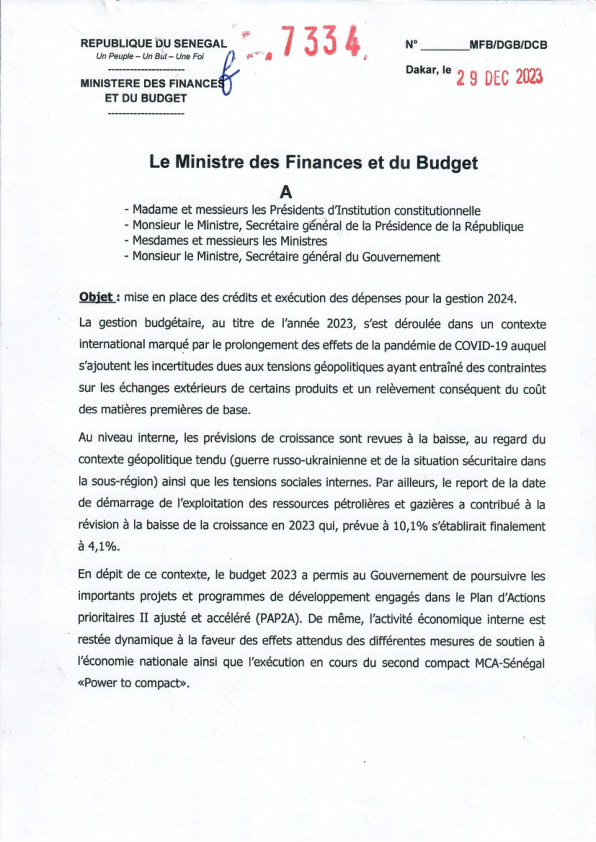 REPUBLIQUE DU SENEGAL
Un Peuple – Un But – Une Foi
----------------------
MINISTERE DES FINANCES
ET DU BUDGET
----------------------
7334
N° ________MFB/DGB/DCB
Dakar, le 29 DEC 2023
Le Ministre des Finances et du Budget
A
- Madame et messieurs les Présidents d'Institution constitutionnelle
- Monsieur le Ministre, Secrétaire général de la Présidence de la République
- Mesdames et messieurs les Ministres
- Monsieur le Ministre, Secrétaire général du Gouvernement
Objet : mise en place des crédits et exécution des dépenses pour la gestion 2024.
La gestion budgétaire, au titre de l'année 2023, s'est déroulée dans un contexte
international marqué par le prolongement des effets de la pandémie de COVID-19 auquel
s'ajoutent les incertitudes dues aux tensions géopolitiques ayant entraîné des contraintes
sur les échanges extérieurs de certains produits et un relèvement conséquent du coût
des matières premières de base.
Au niveau interne, les prévisions de croissance sont revues à la baisse, au regard du
contexte géopolitique tendu (guerre russo-ukrainienne et de la situation sécuritaire dans
la sous-région) ainsi que les tensions sociales internes. Par ailleurs, le report de la date
de démarrage de l'exploitation des ressources pétrolières et gazières a contribué à la
révision à la baisse de la croissance en 2023 qui, prévue à 10,1% s'établirait finalement
à 4,1%.
En dépit de ce contexte, le budget 2023 a permis au Gouvernement de poursuivre les
importants projets et programmes de développement engagés dans le Plan d'Actions
prioritaires II ajusté et accéléré (PAP2A). De même, l'activité économique interne est
restée dynamique à la faveur des effets attendus des différentes mesures de soutien à
l'économie nationale ainsi que l'exécution en cours du second compact MCA-Sénégal
«Power to compact».